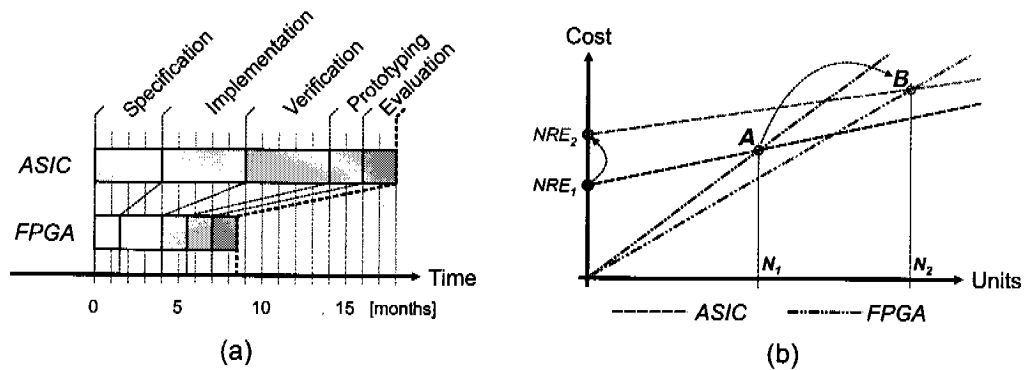 Specification
Implementation
Verification
Prototyping
Evaluation
ASIC
FPGA
Time
0 5 10 15 [months]
(a)
Cost
B
A
NRE2
NRE1
N1 N2
Units
ASIC FPGA
(b)